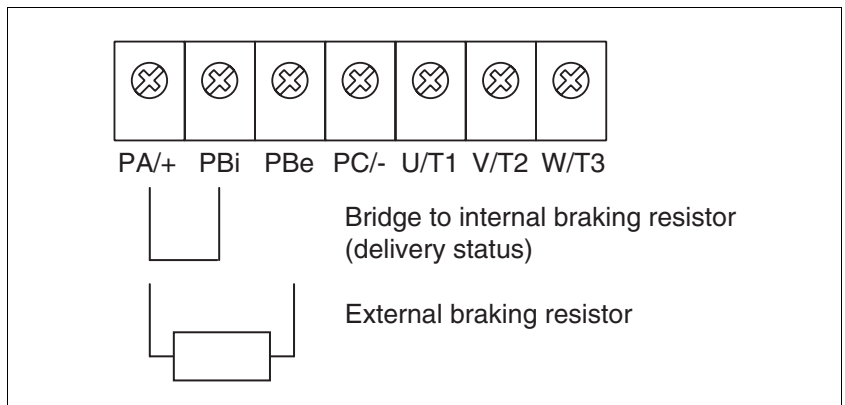 PA/+ PBi PBe PC/- U/T1 V/T2 W/T3
Bridge to internal braking resistor
(delivery status)
External braking resistor